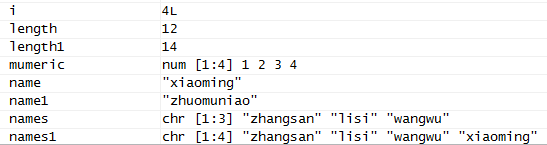 i 4L
length 12
length1 14
mumeric num [1:4] 1 2 3 4
name "xiaoming"
name1 "zhuomuniao"
names chr [1:3] "zhangsan" "lisi" "wangwu"
names1 chr [1:4] "zhangsan" "lisi" "wangwu" "xiaoming"